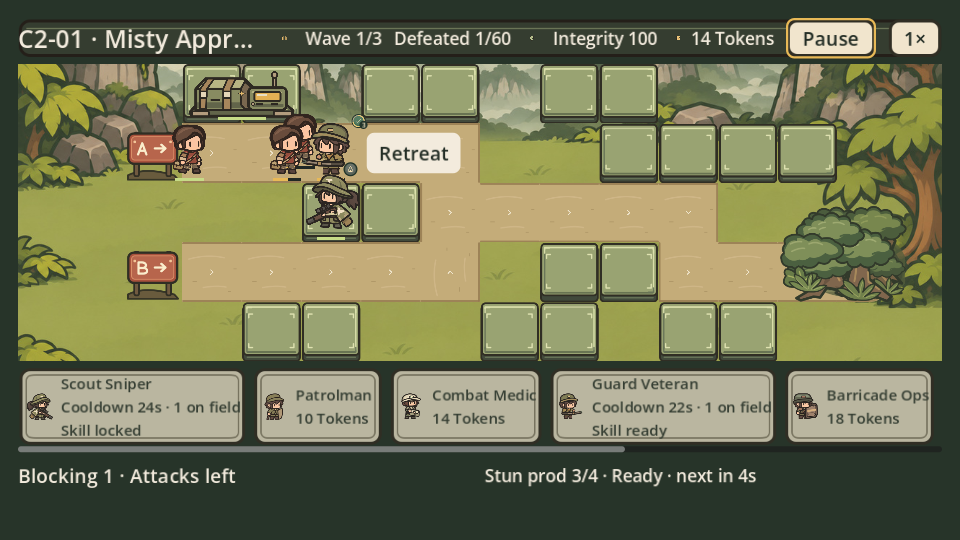 C2-01 · Misty Appr...
Wave 1/3 Defeated 1/60
Integrity 100
14 Tokens
Pause
1×
A →
Retreat
B →
Scout Sniper
Cooldown 24s · 1 on field
Skill locked
Patrolman
10 Tokens
Combat Medic
14 Tokens
Guard Veteran
Cooldown 22s · 1 on field
Skill ready
Barricade Ops
18 Tokens
Blocking 1 · Attacks left
Stun prod 3/4 · Ready · next in 4s